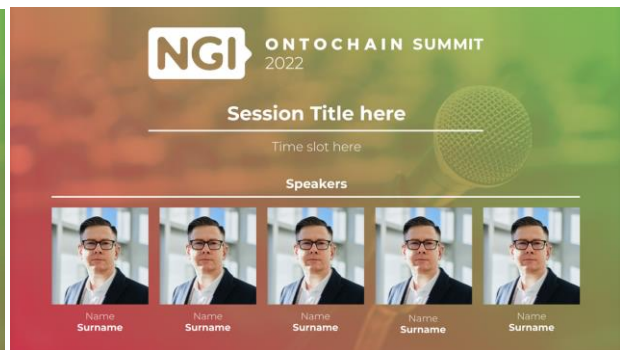 NGI
ONTOCHAIN SUMMIT
2022
Session Title here
Time slot here
Speakers
Name
Surname
Name
Surname
Name
Surname
Name
Surname
Name
Surname